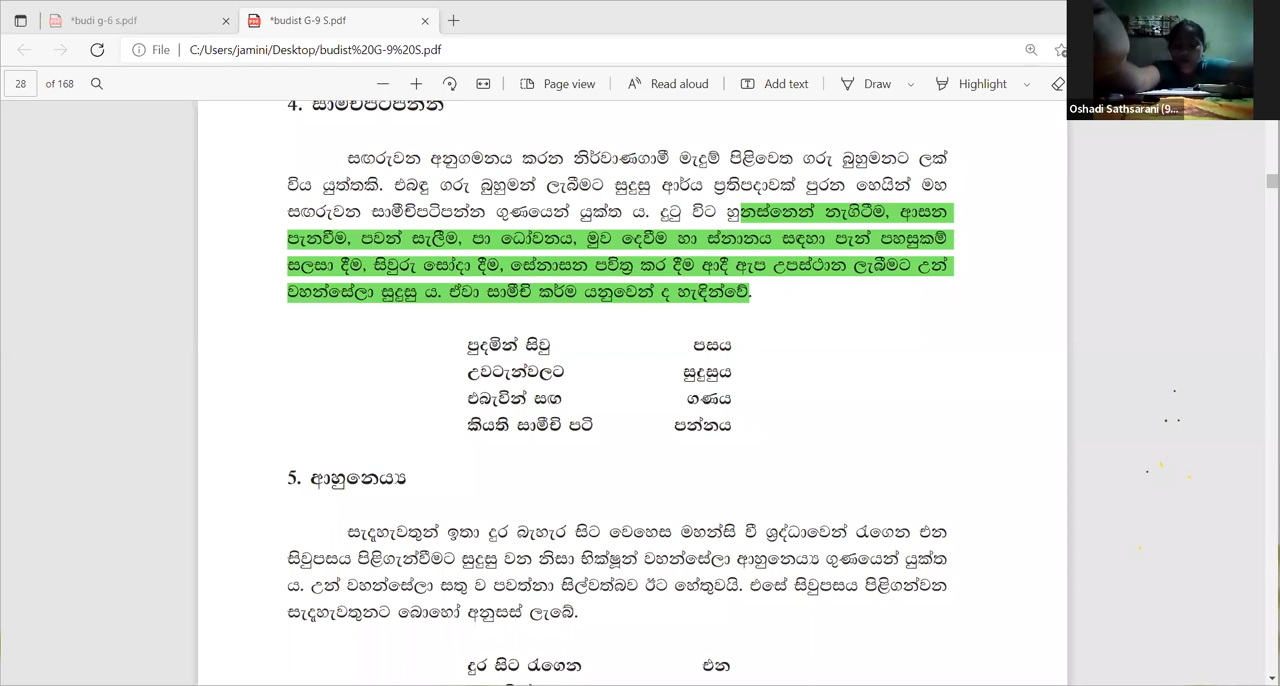 *budi g-6 s.pdf
*budist G-9 S.pdf
File C:/Users/jamini/Desktop/budist%20G-9%20S.pdf
28 of 168 Page view Read aloud Add text Draw Highlight
Oshadi Sathsarani (9...
4. සාමීචිපටිපන්න
සඟරුවන අනුගමනය කරන නිර්වාණගාමී මැදුම් පිළිවෙත ගරු බුහුමනට ලක්
විය යුත්තකි. එබඳු ගරු බුහුමන් ලැබීමට සුදුසු ආර්ය ප්‍රතිපදාවක් පුරන හෙයින් මහ
සඟරුවන සාමීචිපටිපන්න ගුණයෙන් යුක්ත ය. දුටු විට හුනස්නෙන් නැගිටීම, ආසන
පැනවීම, පවන් සැලීම, පා ධෝවනය, මුව දෙවීම හා ස්නානය සඳහා පැන් පහසුකම්
සලසා දීම, සිවුරු සෝදා දීම, සේනාසන පවිත්‍ර කර දීම ආදී ඇප උපස්ථාන ලැබීමට උන්
වහන්සේලා සුදුසු ය. ඒවා සාමීචි කර්ම යනුවෙන් ද හැඳින්වේ.
පුදමින් සිවු පසය
උවටැන්වලට සුදුසුය
එබැවින් සඟ ගණය
කියති සාමීචි පටි පන්නය
5. ආහුනෙය්‍ය
සැදැහැවතුන් ඉතා දුර බැහැර සිට වෙහෙස මහන්සි වී ශ්‍රද්ධාවෙන් රැගෙන එන
සිවුපසය පිළිගැන්වීමට සුදුසු වන නිසා භික්ෂූන් වහන්සේලා ආහුනෙය්‍ය ගුණයෙන් යුක්ත
ය. උන් වහන්සේලා සතු ව පවත්නා සිල්වත්බව ඊට හේතුවයි. එසේ සිවුපසය පිළිගන්වන
සැදැහැවතුනට බොහෝ අනුසස් ලැබේ.
දුර සිට රැගෙන එන